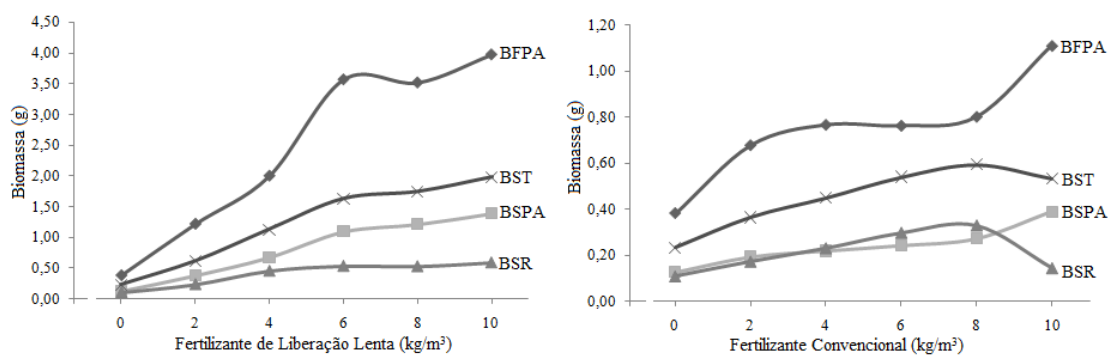 4,50
4,00
3,50
3,00
2,50
2,00
1,50
1,00
0,50
0,00
Biomassa (g)
BFPA
BST
BSPA
BSR
0 2 4 6 8 10
Fertilizante de Liberação Lenta (kg/m³)
1,20
1,00
0,80
0,60
0,40
0,20
0,00
Biomassa (g)
BFPA
BST
BSPA
BSR
0 2 4 6 8 10
Fertilizante Convencional (kg/m³)